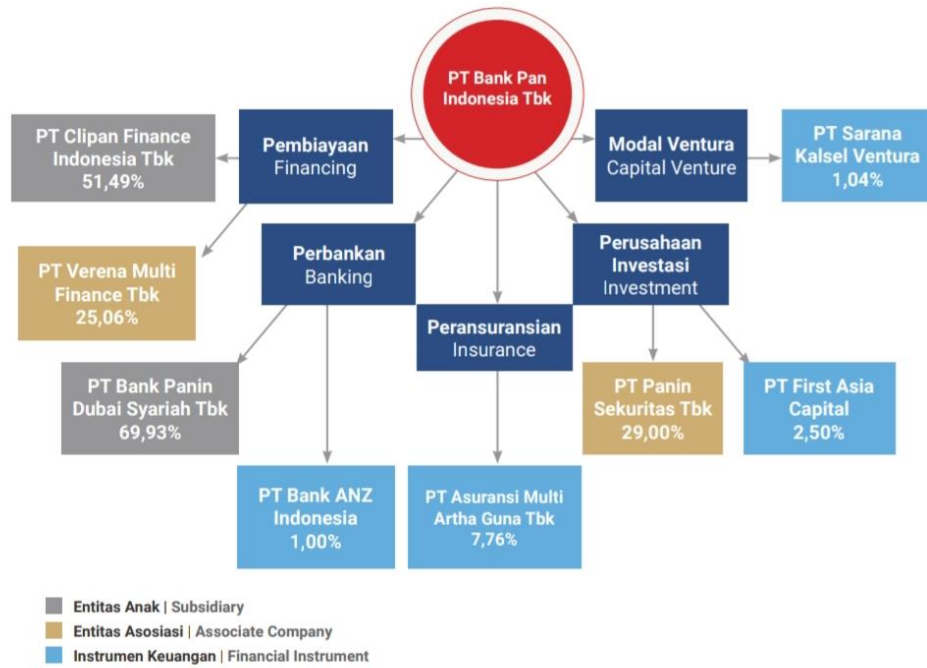 PT Bank Pan
Indonesia Tbk
PT Clipan Finance
Indonesia Tbk
51,49%
Pembiayaan
Financing
Modal Ventura
Capital Venture
PT Sarana
Kalsel Ventura
1,04%
PT Verena Multi
Finance Tbk
25,06%
Perbankan
Banking
Perusahaan
Investasi
Investment
Peransuransian
Insurance
PT Bank Panin
Dubai Syariah Tbk
69,93%
PT Panin
Sekuritas Tbk
29,00%
PT First Asia
Capital
2,50%
PT Bank ANZ
Indonesia
1,00%
PT Asuransi Multi
Artha Guna Tbk
7,76%
Entitas Anak | Subsidiary
Entitas Asosiasi | Associate Company
Instrumen Keuangan | Financial Instrument